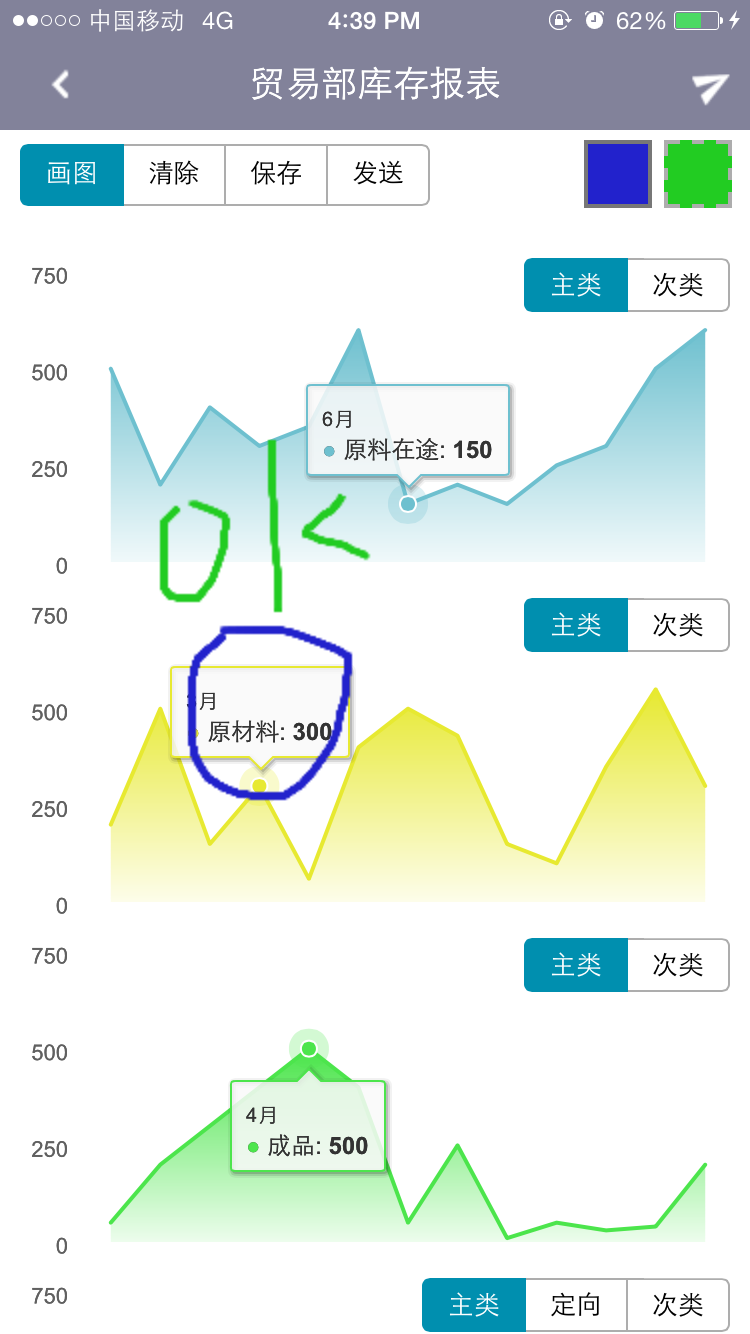 中国移动 4G 4:39 PM 62%
贸易部库存报表
画图 清除 保存 发送
750 主类 次类
500
6月
原料在途: 150
250
ok
0
750 主类 次类
3月
500
原材料: 300
250
0
750 主类 次类
500
4月
成品: 500
250
0
750 主类 定向 次类